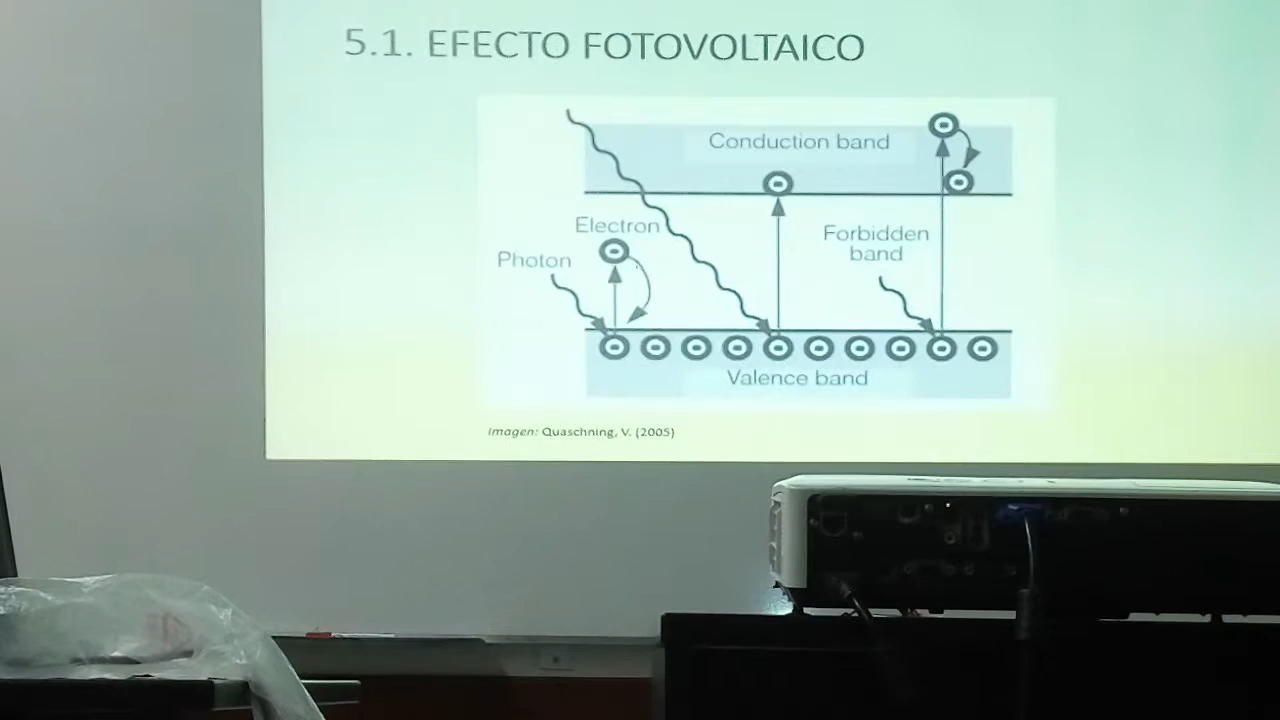 5.1. EFECTO FOTOVOLTAICO
Conduction band
Electron
Photon
Forbidden
band
Valence band
Imagen: Quaschning, V. (2005)